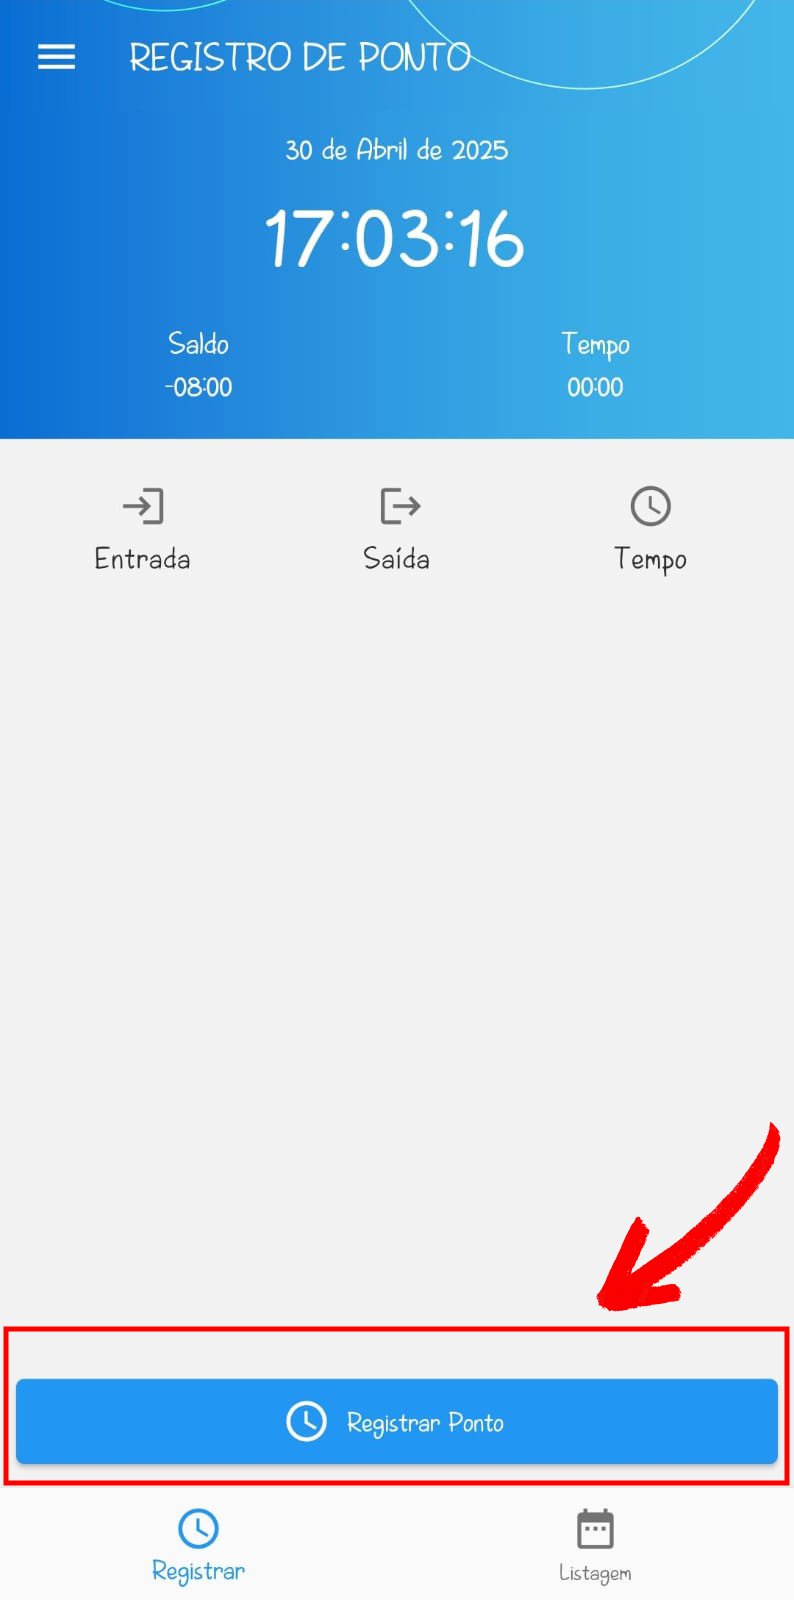 REGISTRO DE PONTO
30 de Abril de 2025
17:03:16
Saldo
Tempo
-08:00
00:00
Entrada
Saída
Tempo
Registrar Ponto
Registrar
Listagem